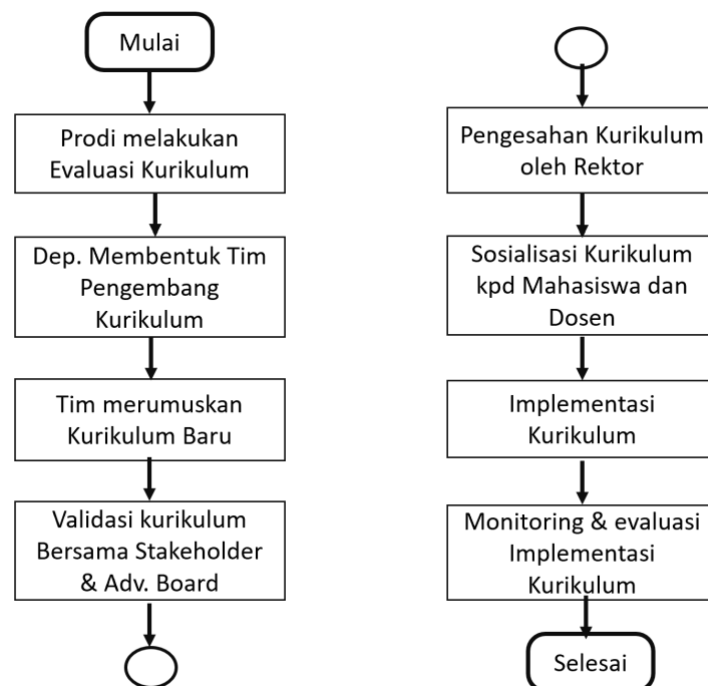 Mulai
Prodi melakukan
Evaluasi Kurikulum
Dep. Membentuk Tim
Pengembang
Kurikulum
Tim merumuskan
Kurikulum Baru
Validasi kurikulum
Bersama Stakeholder
& Adv. Board
Pengesahan Kurikulum
oleh Rektor
Sosialisasi Kurikulum
kpd Mahasiswa dan
Dosen
Implementasi
Kurikulum
Monitoring & evaluasi
Implementasi
Kurikulum
Selesai